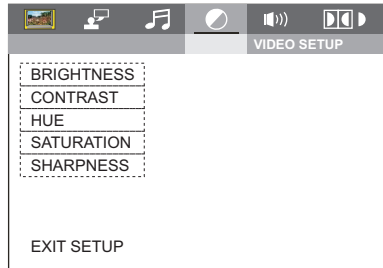 VIDEO SETUP
BRIGHTNESS
CONTRAST
HUE
SATURATION
SHARPNESS
EXIT SETUP